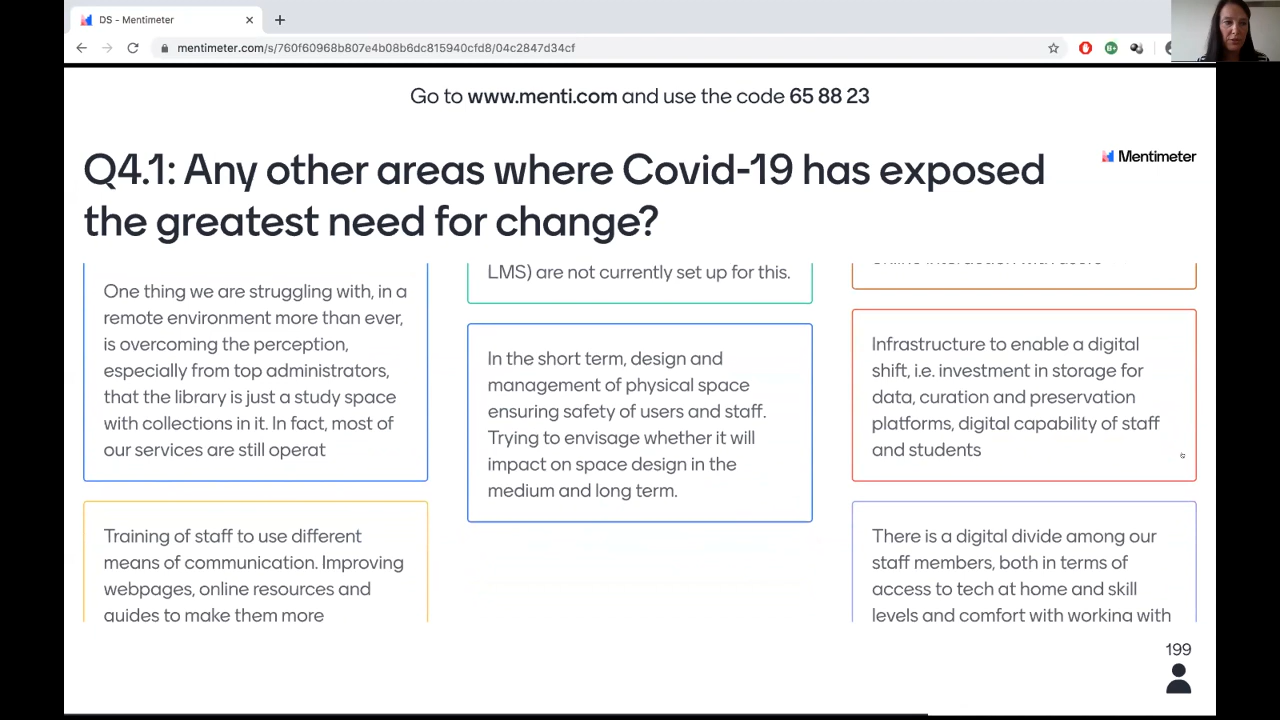 DS - Mentimeter
mentimeter.com/s/760f60968b807e4b08b6dc815940cfd8/04c2847d34cf
Go to www.menti.com and use the code 65 88 23
Q4.1: Any other areas where Covid-19 has exposed
the greatest need for change?
Mentimeter
One thing we are struggling with, in a
remote environment more than ever,
is overcoming the perception,
especially from top administrators,
that the library is just a study space
with collections in it. In fact, most of
our services are still operat
Training of staff to use different
means of communication. Improving
webpages, online resources and
guides to make them more
LMS) are not currently set up for this.
In the short term, design and
management of physical space
ensuring safety of users and staff.
Trying to envisage whether it will
impact on space design in the
medium and long term.
Infrastructure to enable a digital
shift, i.e. investment in storage for
data, curation and preservation
platforms, digital capability of staff
and students
There is a digital divide among our
staff members, both in terms of
access to tech at home and skill
levels and comfort with working with
199